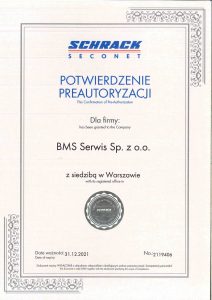 SCHRACK
SECONET
POTWIERDZENIE
PREAUTORYZACJI
The Confirmation of Pre-Authorization
Dla firmy:
has been granted to the Company
BMS Serwis Sp. z o.o.
z siedzibą w Warszawie
with its registered office in
Data ważności 31.12.2021
No.: 2119406
Date of expiry